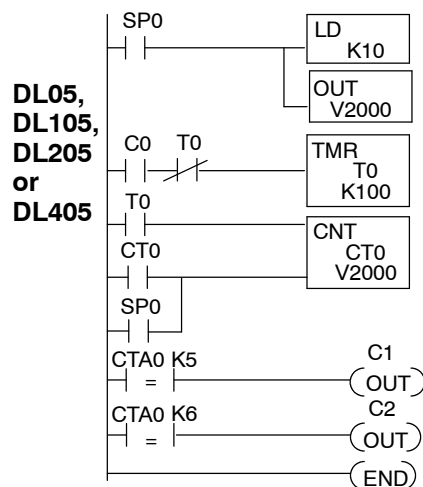 SP0
LD
K10
OUT
V2000
DL05,
DL105,
DL205
or
DL405
C0 T0
TMR
T0
K100
T0
CNT
CT0
V2000
CT0
SP0
CTA0 K5
=
C1
OUT
CTA0 K6
=
C2
OUT
END